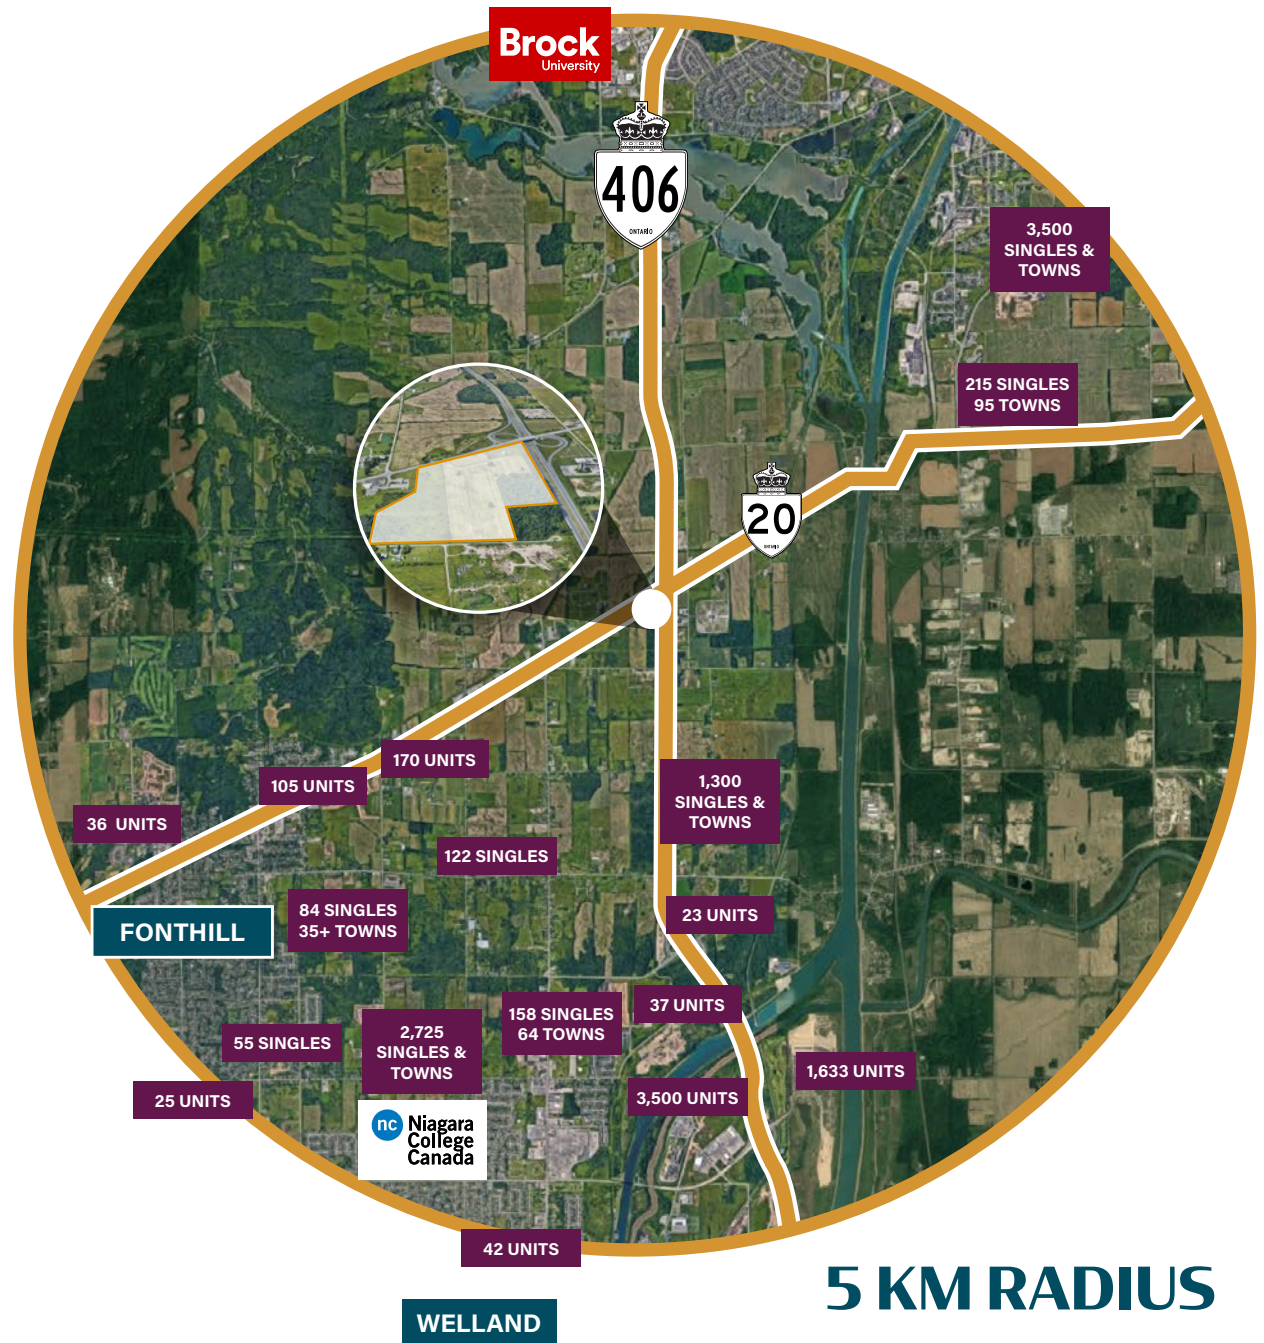 Brock
University
406
ONTARIO
3,500
SINGLES &
TOWNS
215 SINGLES
95 TOWNS
20
ONTARIO
170 UNITS
105 UNITS
36 UNITS
1,300
SINGLES &
TOWNS
122 SINGLES
84 SINGLES
35+ TOWNS
23 UNITS
FONTHILL
158 SINGLES
64 TOWNS
37 UNITS
55 SINGLES
2,725
SINGLES &
TOWNS
1,633 UNITS
25 UNITS
3,500 UNITS
nc Niagara
College
Canada
42 UNITS
5 KM RADIUS
WELLAND